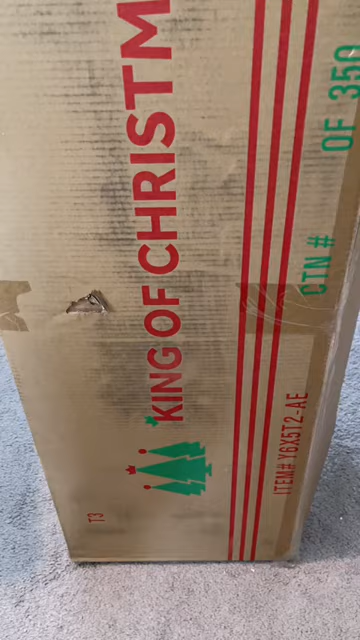 KING OF CHRISTM
T3
ITEM# Y6X5T2-AE
CTN # OF 350